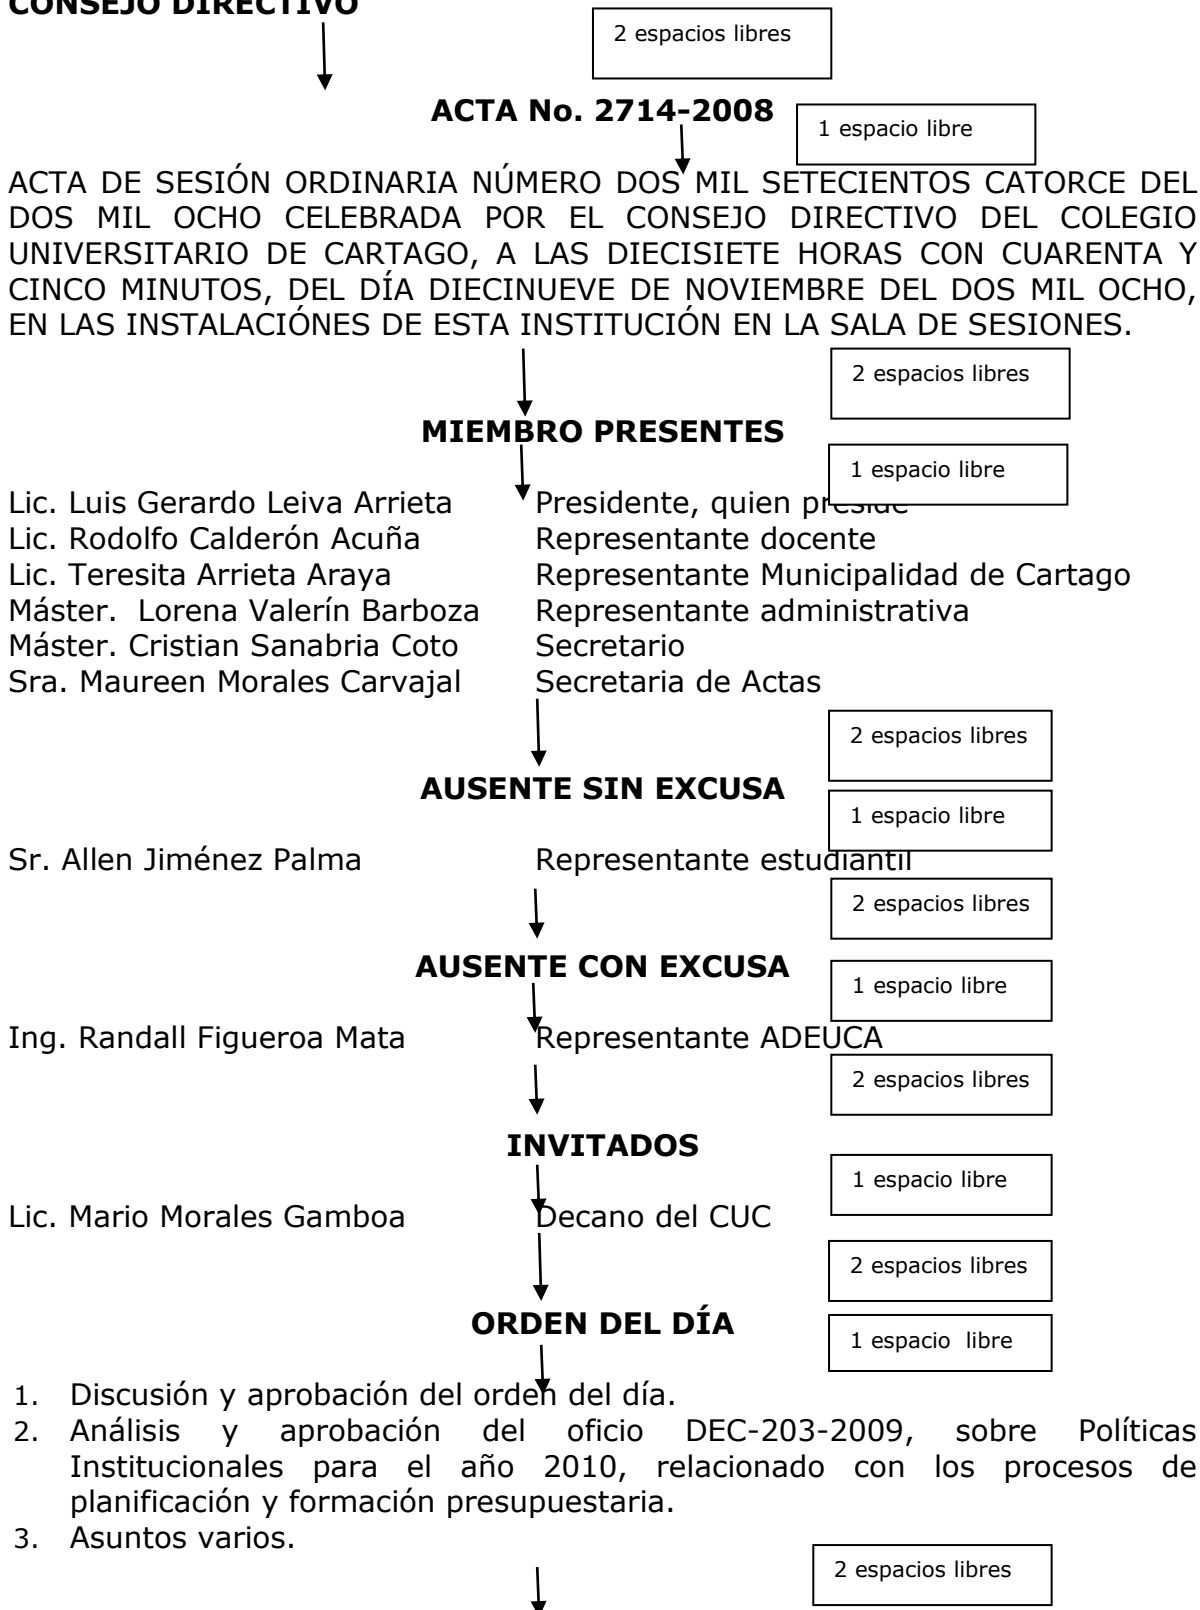 CONSEJO DIRECTIVO
2 espacios libres
ACTA No. 2714-2008
1 espacio libre
ACTA DE SESIÓN ORDINARIA NÚMERO DOS MIL SETECIENTOS CATORCE DEL
DOS MIL OCHO CELEBRADA POR EL CONSEJO DIRECTIVO DEL COLEGIO
UNIVERSITARIO DE CARTAGO, A LAS DIECISIETE HORAS CON CUARENTA Y
CINCO MINUTOS, DEL DÍA DIECINUEVE DE NOVIEMBRE DEL DOS MIL OCHO,
EN LAS INSTALACIÓNES DE ESTA INSTITUCIÓN EN LA SALA DE SESIONES.
2 espacios libres
MIEMBRO PRESENTES
1 espacio libre
Lic. Luis Gerardo Leiva Arrieta Presidente, quien preside
Lic. Rodolfo Calderón Acuña Representante docente
Lic. Teresita Arrieta Araya Representante Municipalidad de Cartago
Máster. Lorena Valerín Barboza Representante administrativa
Máster. Cristian Sanabria Coto Secretario
Sra. Maureen Morales Carvajal Secretaria de Actas
2 espacios libres
AUSENTE SIN EXCUSA
1 espacio libre
Sr. Allen Jiménez Palma Representante estudiantil
2 espacios libres
AUSENTE CON EXCUSA
1 espacio libre
Ing. Randall Figueroa Mata Representante ADEUCA
2 espacios libres
INVITADOS
1 espacio libre
Lic. Mario Morales Gamboa Decano del CUC
2 espacios libres
ORDEN DEL DÍA
1 espacio libre
1. Discusión y aprobación del orden del día.
2. Análisis y aprobación del oficio DEC-203-2009, sobre Políticas
Institucionales para el año 2010, relacionado con los procesos de
planificación y formación presupuestaria.
3. Asuntos varios.
2 espacios libres